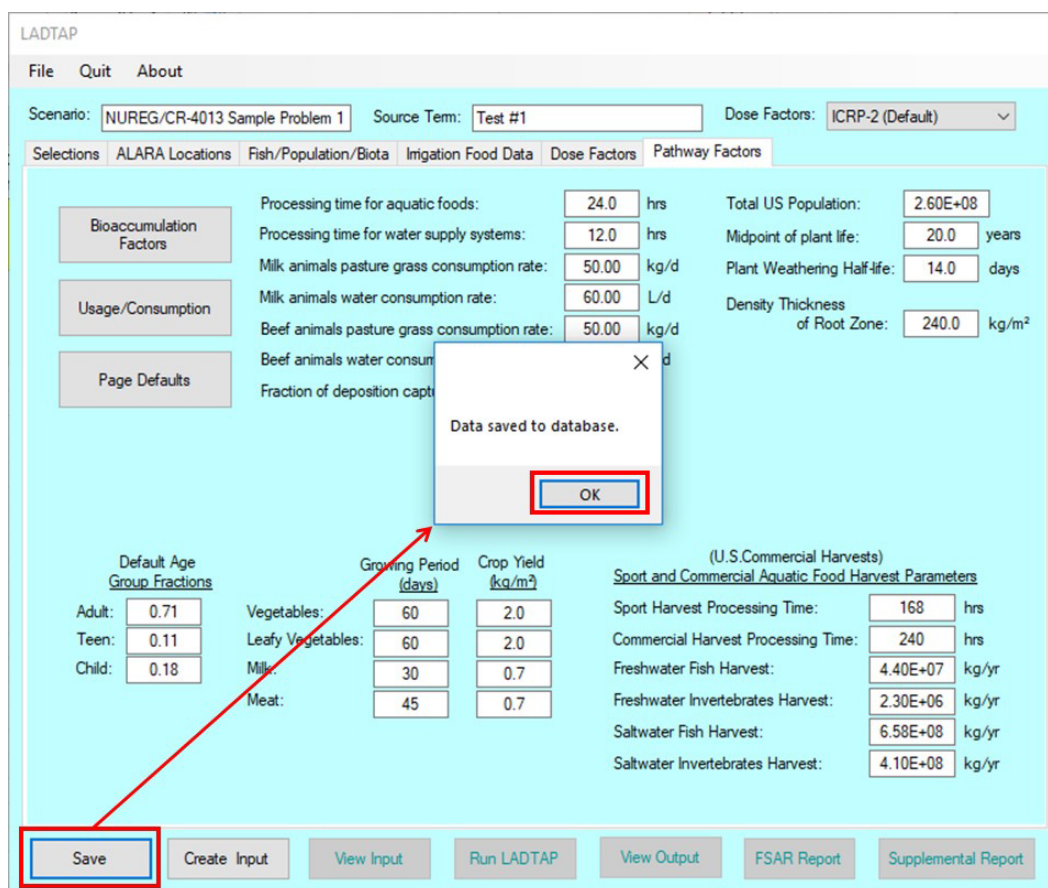 LADTAP
File Quit About
Scenario: NUREG/CR-4013 Sample Problem 1 Source Term: Test #1 Dose Factors: ICRP-2 (Default)
Selections ALARA Locations Fish/Population/Biota Irrigation Food Data Dose Factors Pathway Factors
Bioaccumulation
Factors
Usage/Consumption
Page Defaults
Processing time for aquatic foods: 24.0 hrs
Processing time for water supply systems: 12.0 hrs
Milk animals pasture grass consumption rate: 50.00 kg/d
Milk animals water consumption rate: 60.00 L/d
Beef animals pasture grass consumption rate: 50.00 kg/d
Beef animals water
Fraction of deposition
Total US Population: 2.60E+08
Midpoint of plant life: 20.0 years
Plant Weathering Half-life: 14.0 days
Density Thickness
of Root Zone: 240.0 kg/m²
Data saved to database.
OK
Default Age
Group Fractions
Adult: 0.71
Teen: 0.11
Child: 0.18
Growing Period Crop Yield
(days) (kg/m²)
Vegetables: 60 2.0
Leafy Vegetables: 60 2.0
Milk: 30 0.7
Meat: 45 0.7
(U.S.Commercial Harvests)
Sport and Commercial Aquatic Food Harvest Parameters
Sport Harvest Processing Time: 168 hrs
Commercial Harvest Processing Time: 240 hrs
Freshwater Fish Harvest: 4.40E+07 kg/yr
Freshwater Invertebrates Harvest: 2.30E+06 kg/yr
Saltwater Fish Harvest: 6.58E+08 kg/yr
Saltwater Invertebrates Harvest: 4.10E+08 kg/yr
Save Create Input View Input Run LADTAP View Output FSAR Report Supplemental Report